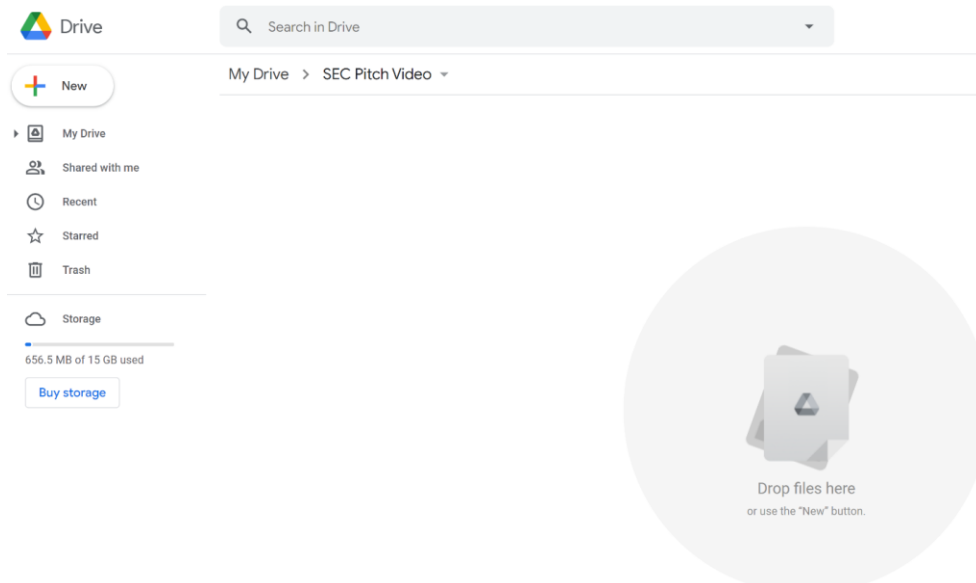 Drive
Search in Drive
New
My Drive > SEC Pitch Video
My Drive
Shared with me
Recent
Starred
Trash
Storage
656.5 MB of 15 GB used
Buy storage
Drop files here
or use the “New” button.